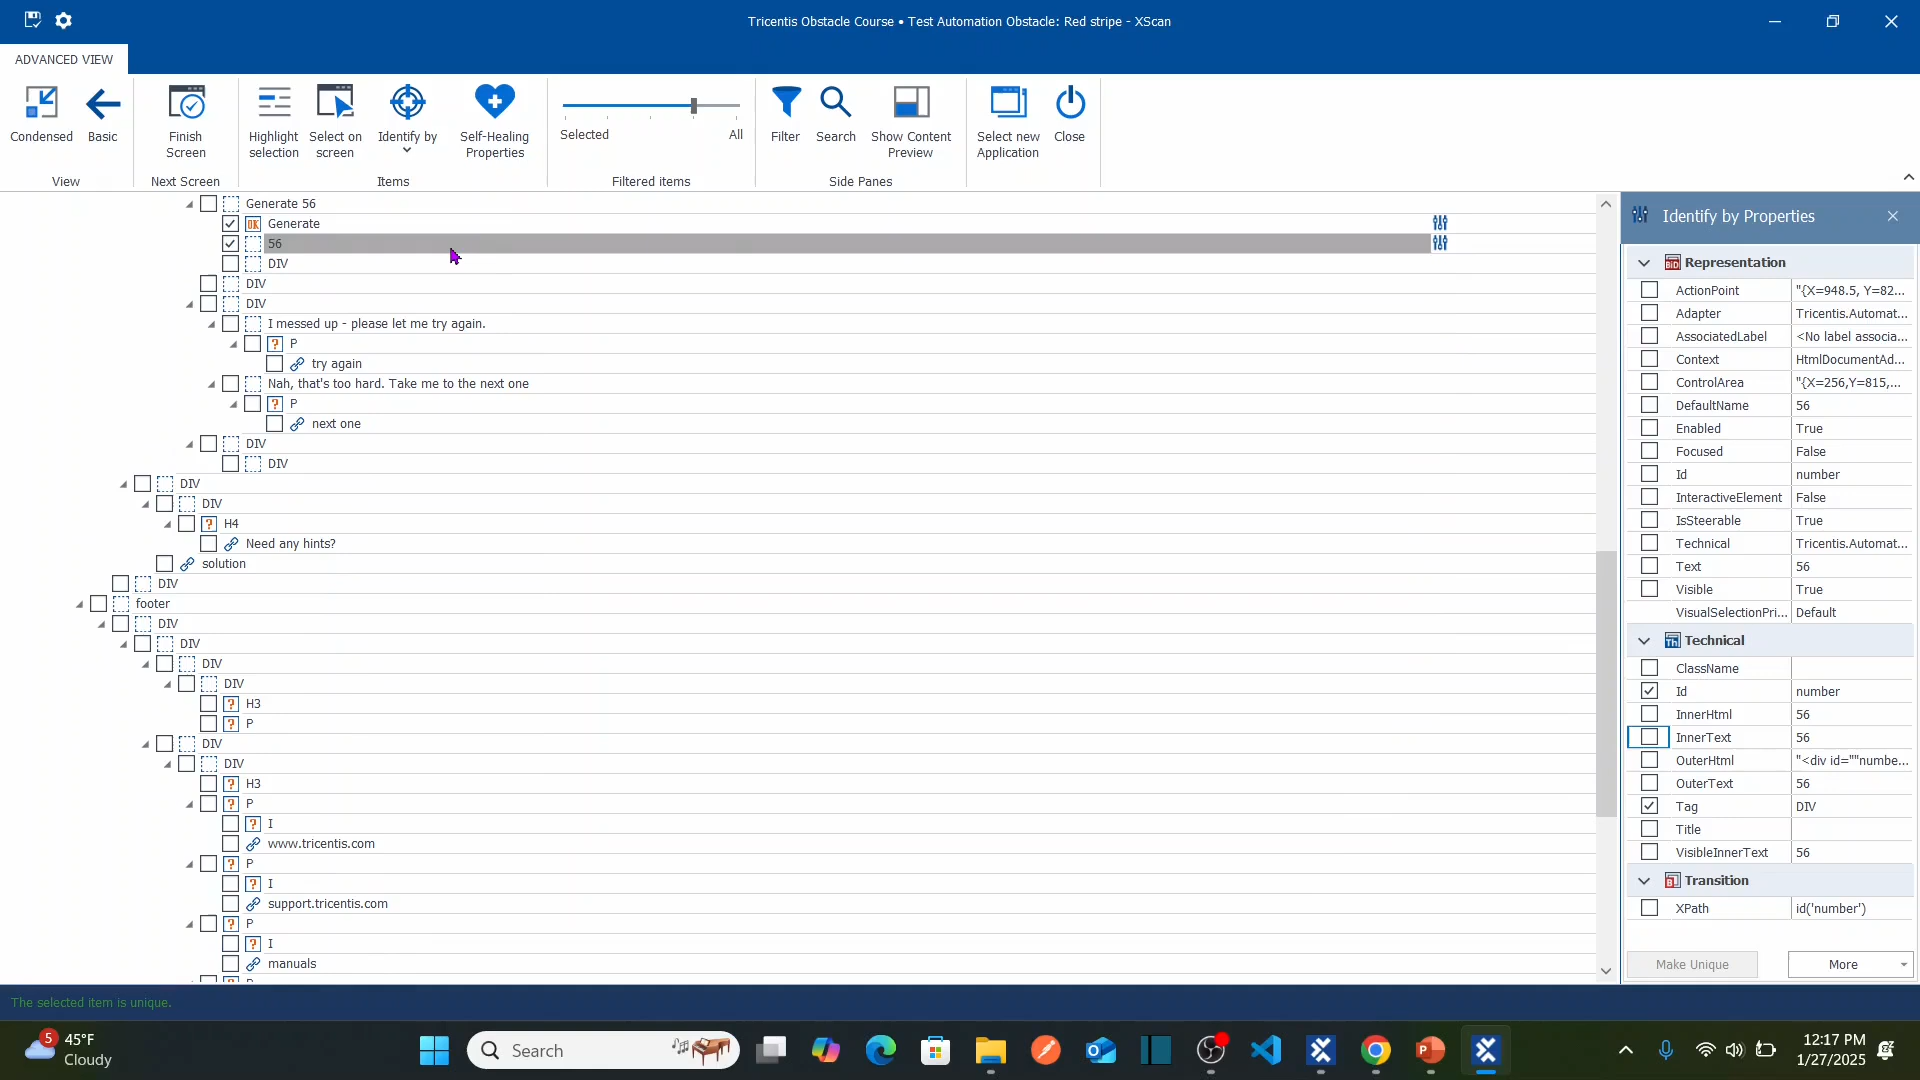 Tricentis Obstacle Course • Test Automation Obstacle: Red stripe - XScan
ADVANCED VIEW
Condensed
Basic
View
Finish Screen
Next Screen
Highlight selection
Select on screen
Identify by
Self-Healing Properties
Items
Selected
All
Filtered items
Filter
Search
Show Content Preview
Side Panes
Select new Application
Close
Generate 56
OK Generate
56
DIV
DIV
DIV
I messed up - please let me try again.
? P
try again
Nah, that's too hard. Take me to the next one
? P
next one
DIV
DIV
DIV
DIV
? H4
Need any hints?
solution
DIV
footer
DIV
DIV
DIV
DIV
? H3
? P
DIV
DIV
? H3
? P
? I
www.tricentis.com
? P
? I
support.tricentis.com
? P
? I
manuals
Identify by Properties
Representation
ActionPoint "{X=948.5, Y=82...
Adapter Tricentis.Automat...
AssociatedLabel <No label associa...
Context HtmlDocumentAd...
ControlArea "{X=256,Y=815,...
DefaultName 56
Enabled True
Focused False
Id number
InteractiveElement False
IsSteerable True
Technical Tricentis.Automat...
Text 56
Visible True
VisualSelectionPri... Default
Technical
ClassName
Id number
InnerHtml 56
InnerText 56
OuterHtml "<div id=""numbe...
OuterText 56
Tag DIV
Title
VisibleInnerText 56
Transition
XPath id('number')
Make Unique
More
The selected item is unique.
5
45°F
Cloudy
Search
12:17 PM
1/27/2025